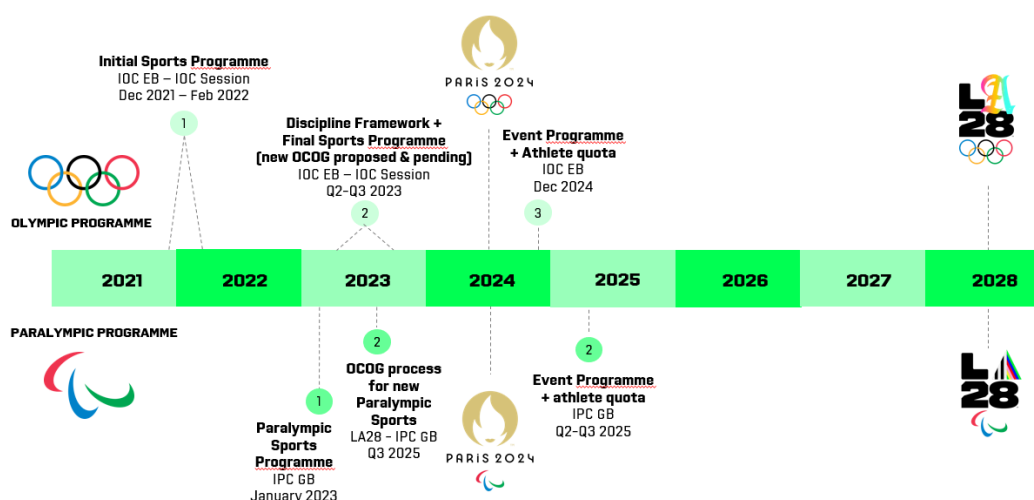 Initial Sports Programme
IOC EB – IOC Session
Dec 2021 – Feb 2022
1
OLYMPIC PROGRAMME
Discipline Framework +
Final Sports Programme
(new OCOG proposed & pending)
IOC EB – IOC Session
Q2-Q3 2023
2
PARIS 2024
Event Programme
+ Athlete quota
IOC EB
Dec 2024
3
LA
28
2021
2022
2023
2024
2025
2026
2027
2028
PARALYMPIC PROGRAMME
1
Paralympic
Sports
Programme
IPC GB
January 2023
2
OCOG process
for new
Paralympic
Sports
LA28 - IPC GB
Q3 2025
PARIS 2024
2
Event Programme
+ athlete quota
IPC GB
Q2-Q3 2025
LA
28